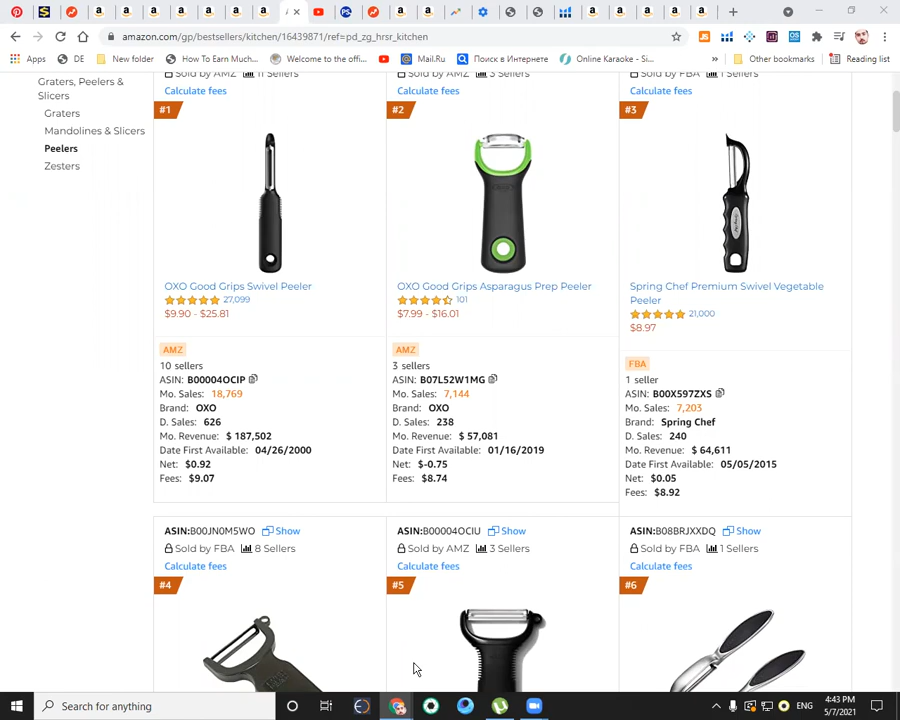 amazon.com/gp/bestsellers/kitchen/16439871/ref=pd_zg_hrsr_kitchen
Apps
DE
New folder
How To Earn Much...
Welcome to the offi...
Mail.Ru
Поиск в Интернете
Online Karaoke - Si...
»
Other bookmarks
Reading list
Graters, Peelers &
Slicers
Graters
Mandolines & Slicers
Peelers
Zesters
Sold by AMZ 11 Sellers
Calculate fees
#1
OXO Good Grips Swivel Peeler
27,099
$9.90 - $25.81
AMZ
10 sellers
ASIN: B00004OCIP
Mo. Sales: 18,769
Brand: OXO
D. Sales: 626
Mo. Revenue: $ 187,502
Date First Available: 04/26/2000
Net: $0.92
Fees: $9.07
Sold by AMZ 3 Sellers
Calculate fees
#2
OXO Good Grips Asparagus Prep Peeler
101
$7.99 - $16.01
AMZ
3 sellers
ASIN: B07L52W1MG
Mo. Sales: 7,144
Brand: OXO
D. Sales: 238
Mo. Revenue: $ 57,081
Date First Available: 01/16/2019
Net: $-0.75
Fees: $8.74
Sold by FBA 1 Sellers
Calculate fees
#3
Spring Chef Premium Swivel Vegetable
Peeler
21,000
$8.97
FBA
1 seller
ASIN: B00X597ZXS
Mo. Sales: 7,203
Brand: Spring Chef
D. Sales: 240
Mo. Revenue: $ 64,611
Date First Available: 05/05/2015
Net: $0.05
Fees: $8.92
ASIN:B00JN0M5WO Show
Sold by FBA 8 Sellers
Calculate fees
#4
ASIN:B00004OCIU Show
Sold by AMZ 3 Sellers
Calculate fees
#5
ASIN:B08BRJXXDQ Show
Sold by FBA 1 Sellers
Calculate fees
#6
Search for anything
ENG
4:43 PM
5/7/2021